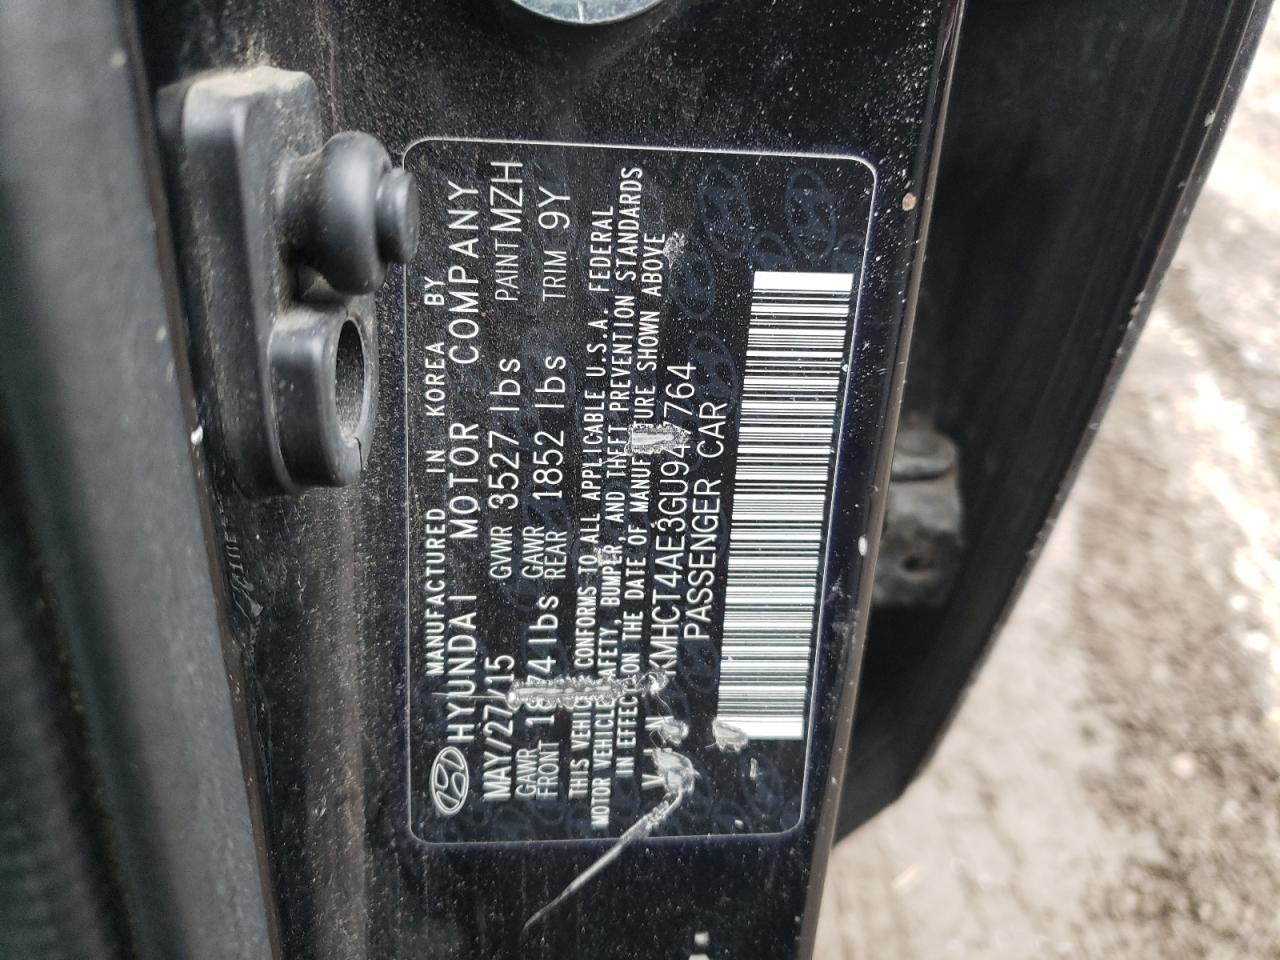 MANUFACTURED IN KOREA BY
HYUNDAI MOTOR COMPANY
MAY/27/15 GVWR 3527 lbs PAINT MZH
GAWR FRONT lbs GAWR REAR 1852 lbs TRIM 9Y
THIS VEHICLE CONFORMS TO ALL APPLICABLE U.S.A. FEDERAL
MOTOR VEHICLE SAFETY, BUMPER, AND THEFT PREVENTION STANDARDS
IN EFFECT ON THE DATE OF MANUFACTURE SHOWN ABOVE
PASSENGER CAR